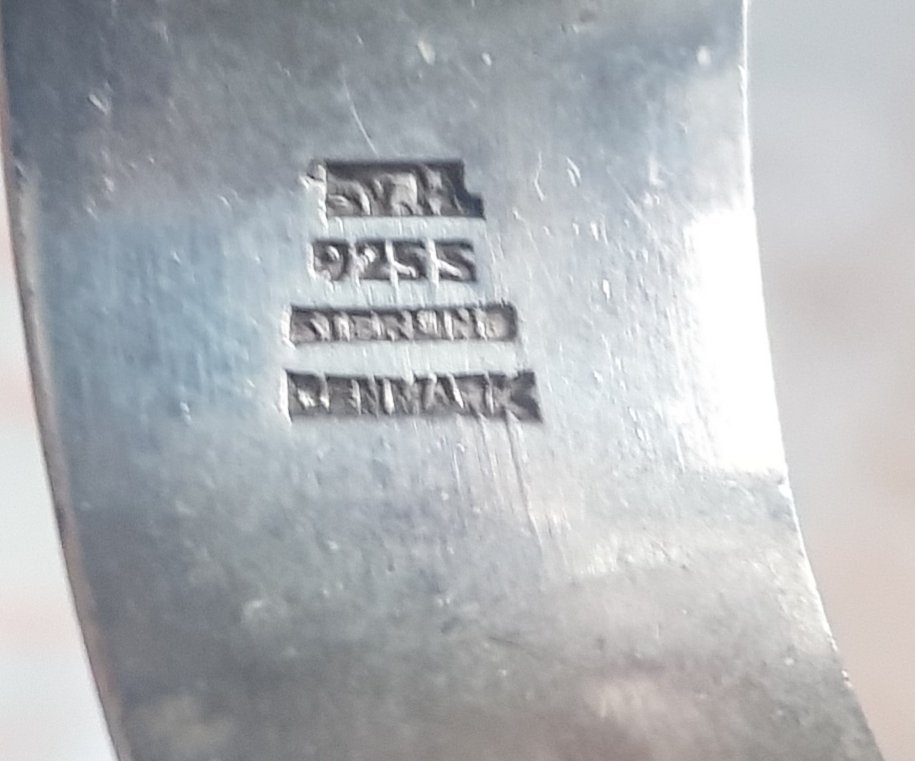 925S
STERLING
DENMARK